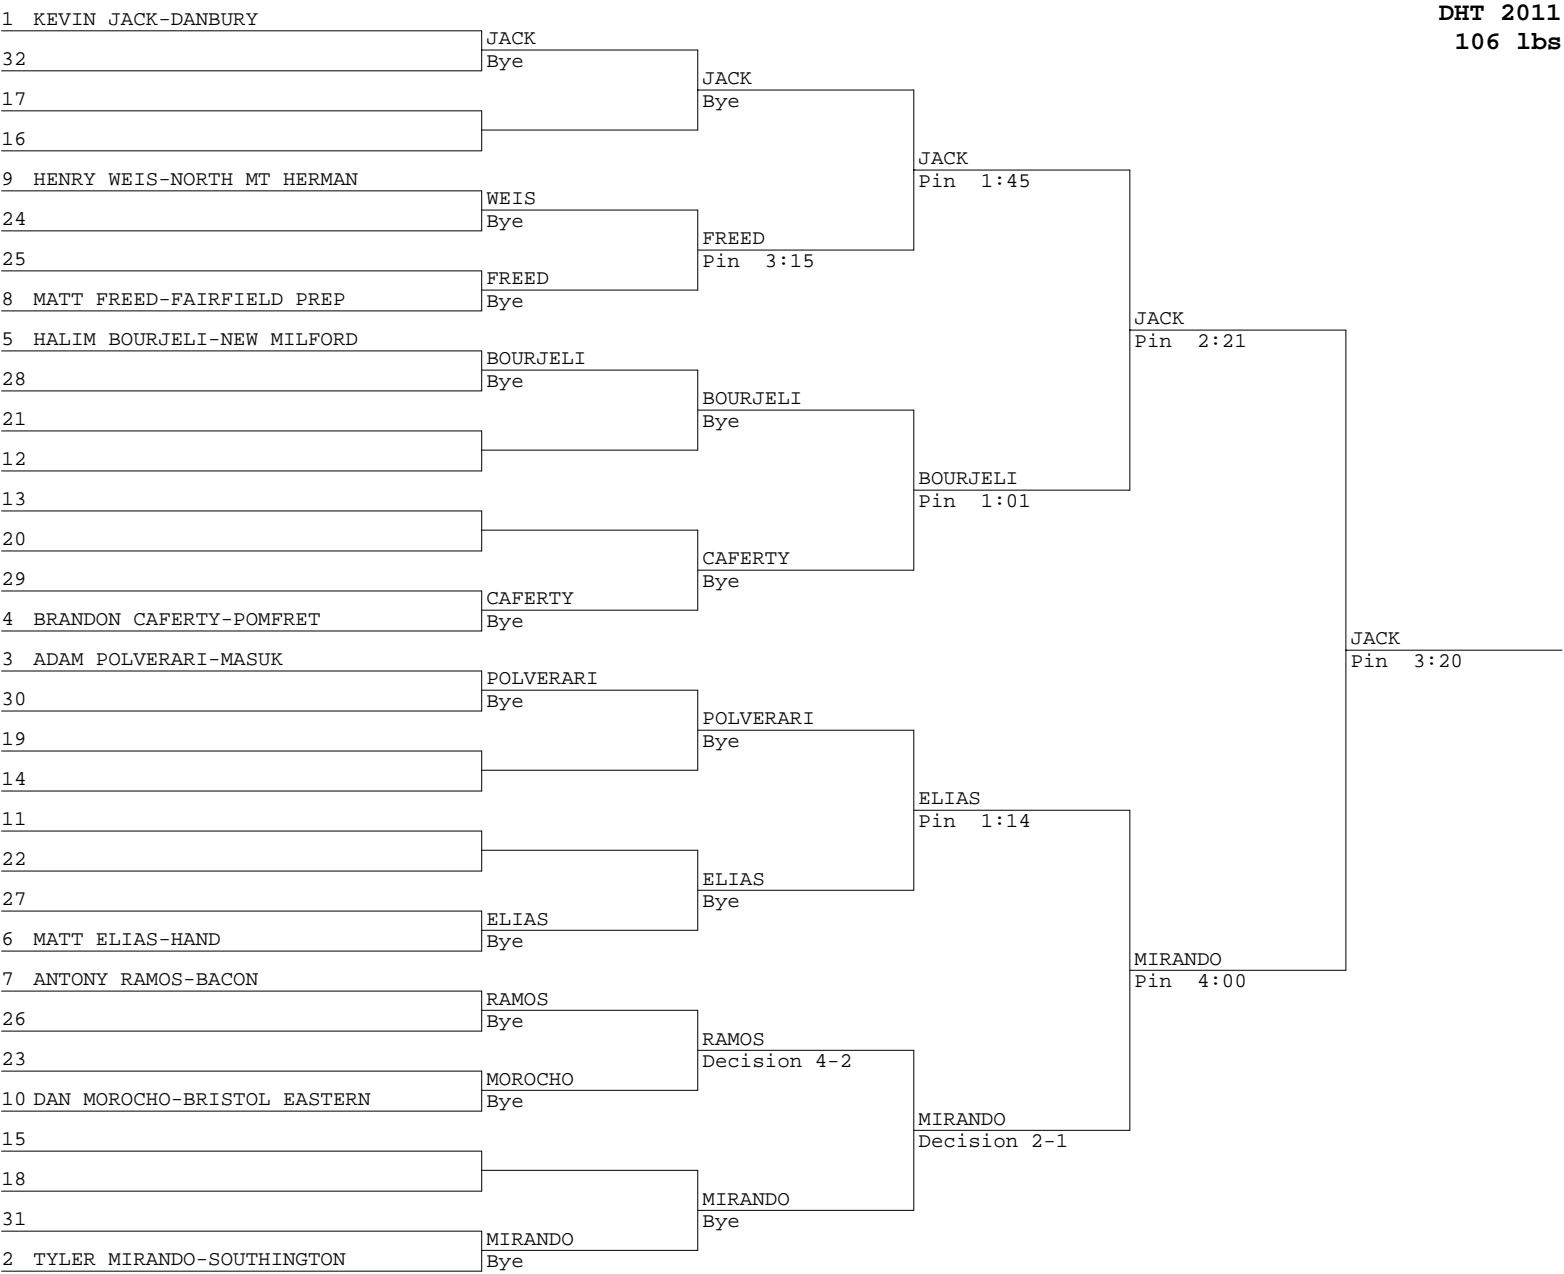 DHT 2011
106 lbs
1 KEVIN JACK-DANBURY
32
17
16
9 HENRY WEIS-NORTH MT HERMAN
24
25
8 MATT FREED-FAIRFIELD PREP
5 HALIM BOURJELI-NEW MILFORD
28
21
12
13
20
29
4 BRANDON CAFERTY-POMFRET
3 ADAM POLVERARI-MASUK
30
19
14
11
22
27
6 MATT ELIAS-HAND
7 ANTONY RAMOS-BACON
26
23
10 DAN MOROCHO-BRISTOL EASTERN
15
18
31
2 TYLER MIRANDO-SOUTHINGTON
JACK
Bye
WEIS
Bye
FREED
Bye
BOURJELI
Bye
CAFERTY
Bye
POLVERARI
Bye
ELIAS
Bye
RAMOS
Bye
MOROCHO
Bye
MIRANDO
Bye
JACK
Bye
FREED
Pin 3:15
BOURJELI
Bye
CAFERTY
Bye
POLVERARI
Bye
ELIAS
Bye
RAMOS
Decision 4-2
MIRANDO
Bye
JACK
Pin 1:45
BOURJELI
Pin 1:01
ELIAS
Pin 1:14
MIRANDO
Decision 2-1
JACK
Pin 2:21
MIRANDO
Pin 4:00
JACK
Pin 3:20